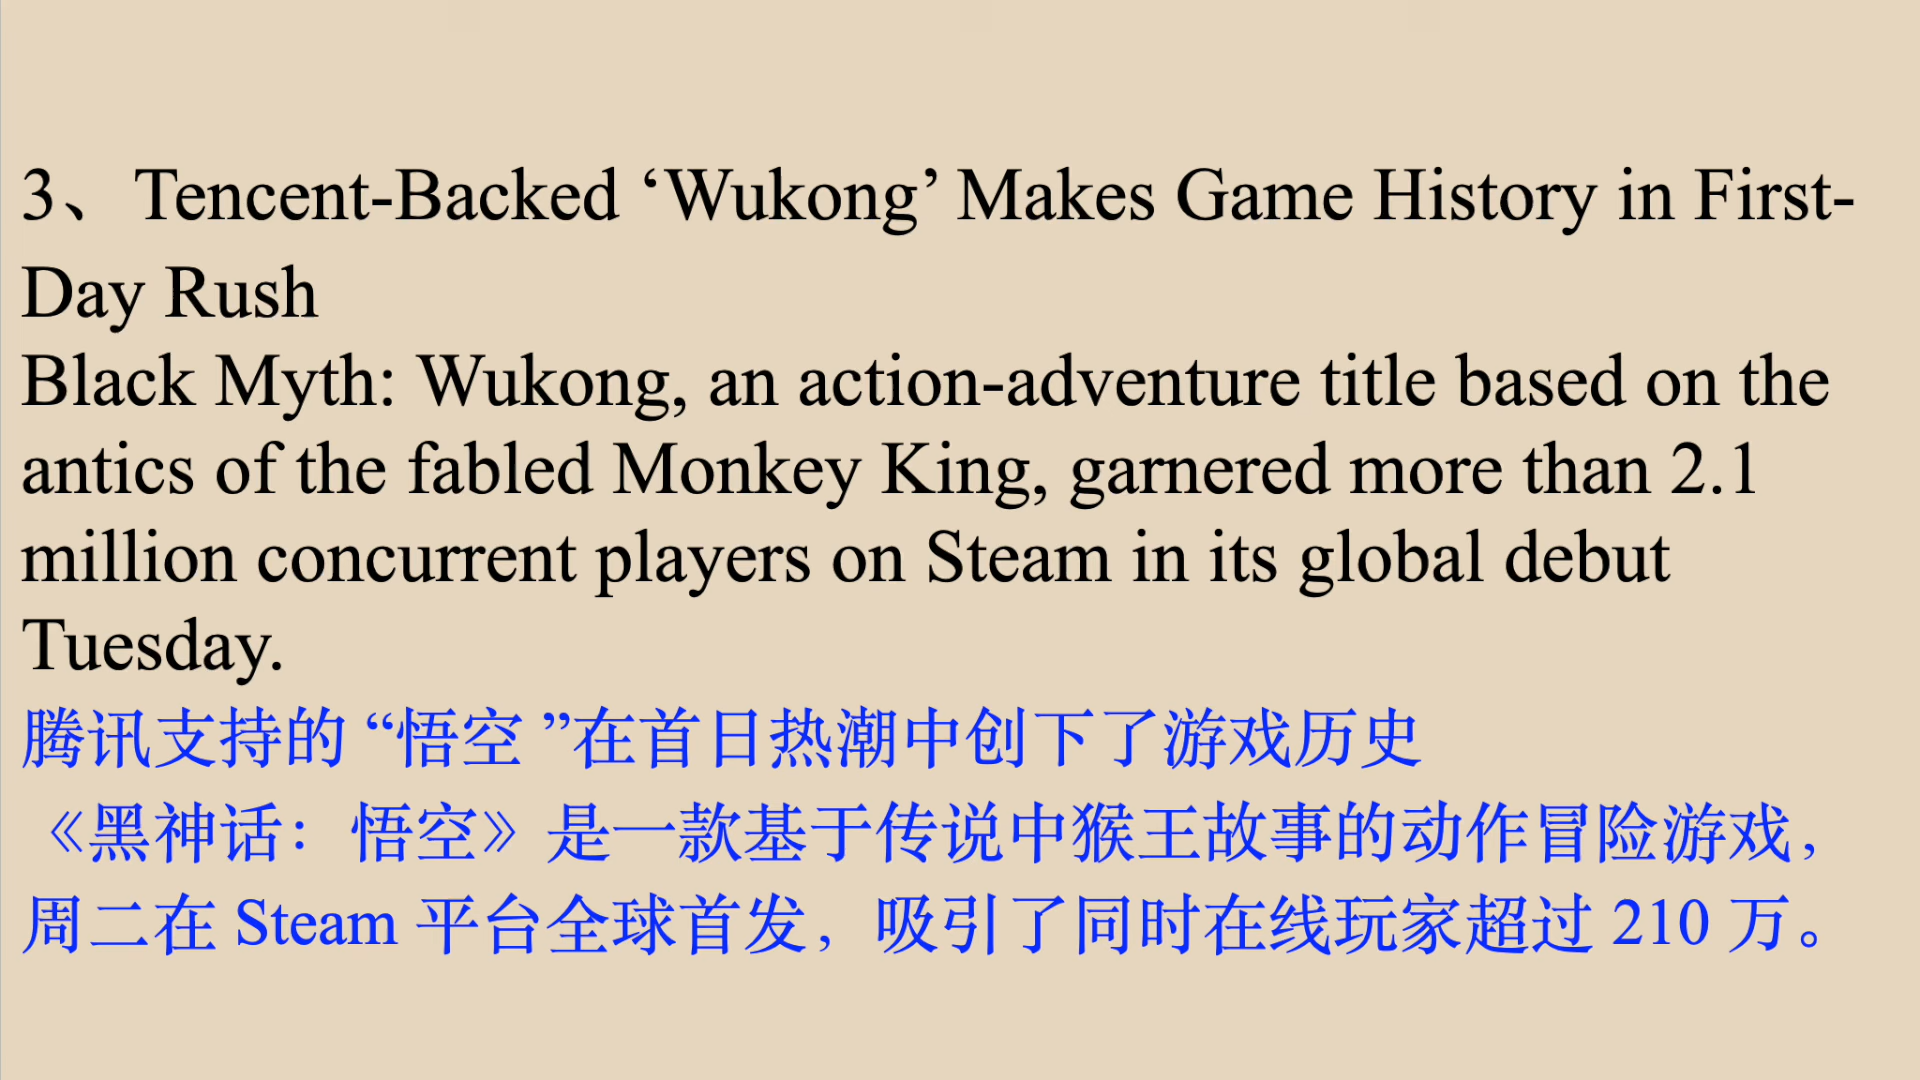 3、Tencent-Backed ‘Wukong’ Makes Game History in First-
Day Rush
Black Myth: Wukong, an action-adventure title based on the
antics of the fabled Monkey King, garnered more than 2.1
million concurrent players on Steam in its global debut
Tuesday.
腾讯支持的 “悟空 ”在首日热潮中创下了游戏历史
《黑神话：悟空》是一款基于传说中猴王故事的动作冒险游戏，
周二在 Steam 平台全球首发，吸引了同时在线玩家超过 210 万。